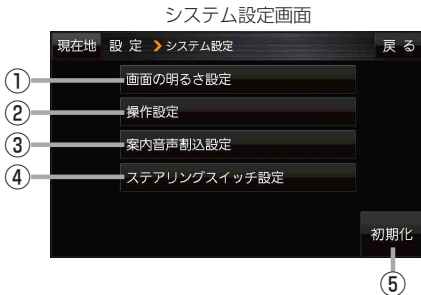 システム設定画面
現在地 設 定 システム設定 戻 る
① 画面の明るさ設定
② 操作設定
③ 案内音声割込設定
④ ステアリングスイッチ設定
初期化
⑤